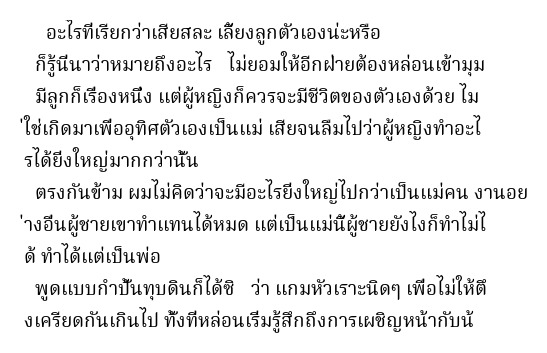 อะไรที่เรียกว่าเสียสละ เลี้ยงลูกตัวเองน่ะหรือ
ก็รู้นี่นาว่าหมายถึงอะไร   ไม่ยอมให้อีกฝ่ายต้องหล่อนเข้ามุม
มีลูกก็เรื่องหนึ่ง แต่ผู้หญิงก็ควรจะมีชีวิตของตัวเองด้วย ไม
่ใช่เกิดมาเพื่ออุทิศตัวเองเป็นแม่ เสียจนลืมไปว่าผู้หญิงทำอะไ
รได้ยิ่งใหญ่มากกว่านั้น
ตรงกันข้าม ผมไม่คิดว่าจะมีอะไรยิ่งใหญ่ไปกว่าเป็นแม่คน งานอย
่างอื่นผู้ชายเขาทำแทนได้หมด แต่เป็นแม่นี่ผู้ชายยังไงก็ทำไม่ไ
ด้ ทำได้แต่เป็นพ่อ
พูดแบบกำปั้นทุบดินก็ได้ซิ   ว่า แกมหัวเราะนิดๆ เพื่อไม่ให้ตึ
งเครียดกันเกินไป ทั้งที่หล่อนเริ่มรู้สึกถึงการเผชิญหน้ากับน้